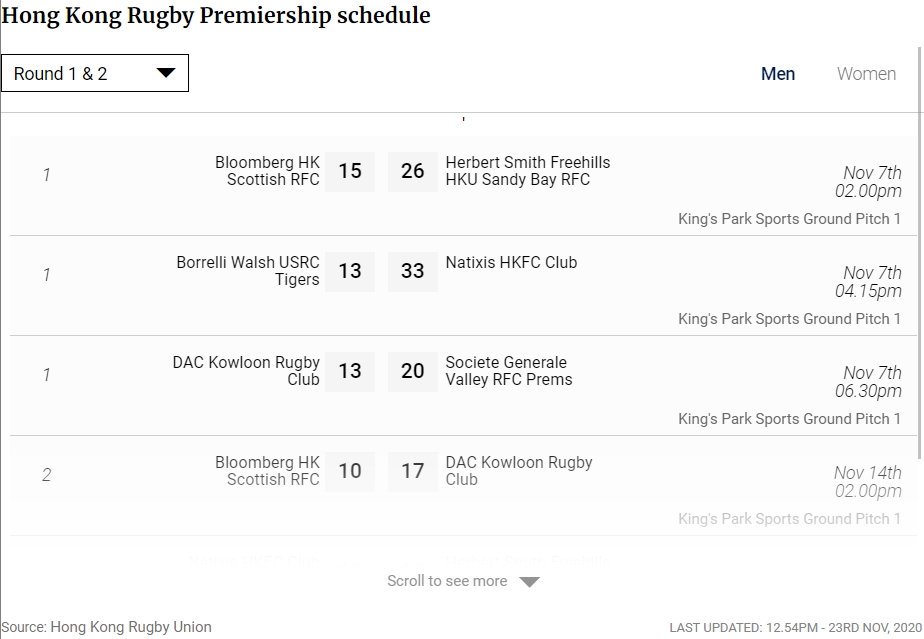 Hong Kong Rugby Premiership schedule
Round 1 & 2
Men
Women
1
Bloomberg HK
Scottish RFC
15
26
Herbert Smith Freehills
HKU Sandy Bay RFC
Nov 7th
02.00pm
King's Park Sports Ground Pitch 1
1
Borrelli Walsh USRC
Tigers
13
33
Natixis HKFC Club
Nov 7th
04.15pm
King's Park Sports Ground Pitch 1
1
DAC Kowloon Rugby
Club
13
20
Societe Generale
Valley RFC Prems
Nov 7th
06.30pm
King's Park Sports Ground Pitch 1
2
Bloomberg HK
Scottish RFC
10
17
DAC Kowloon Rugby
Club
Nov 14th
02.00pm
King's Park Sports Ground Pitch 1
Scroll to see more
Source: Hong Kong Rugby Union
LAST UPDATED: 12.54PM - 23RD NOV, 2020